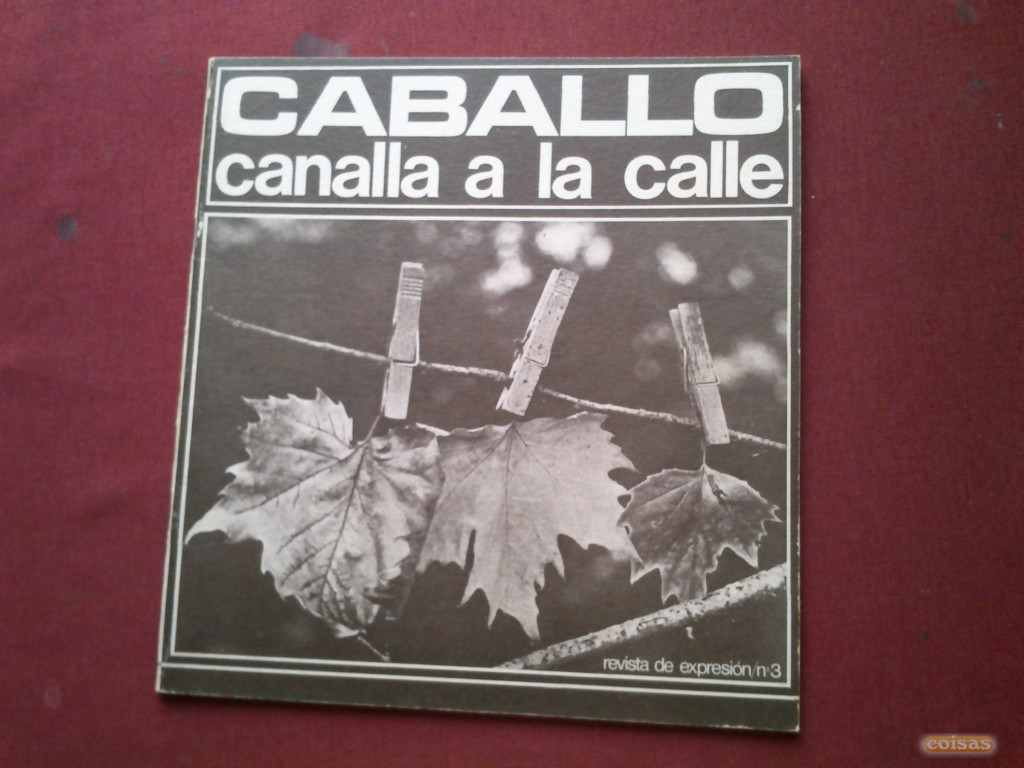 CABALLO
canalla a la calle
revista de expresión/nº3
coisas